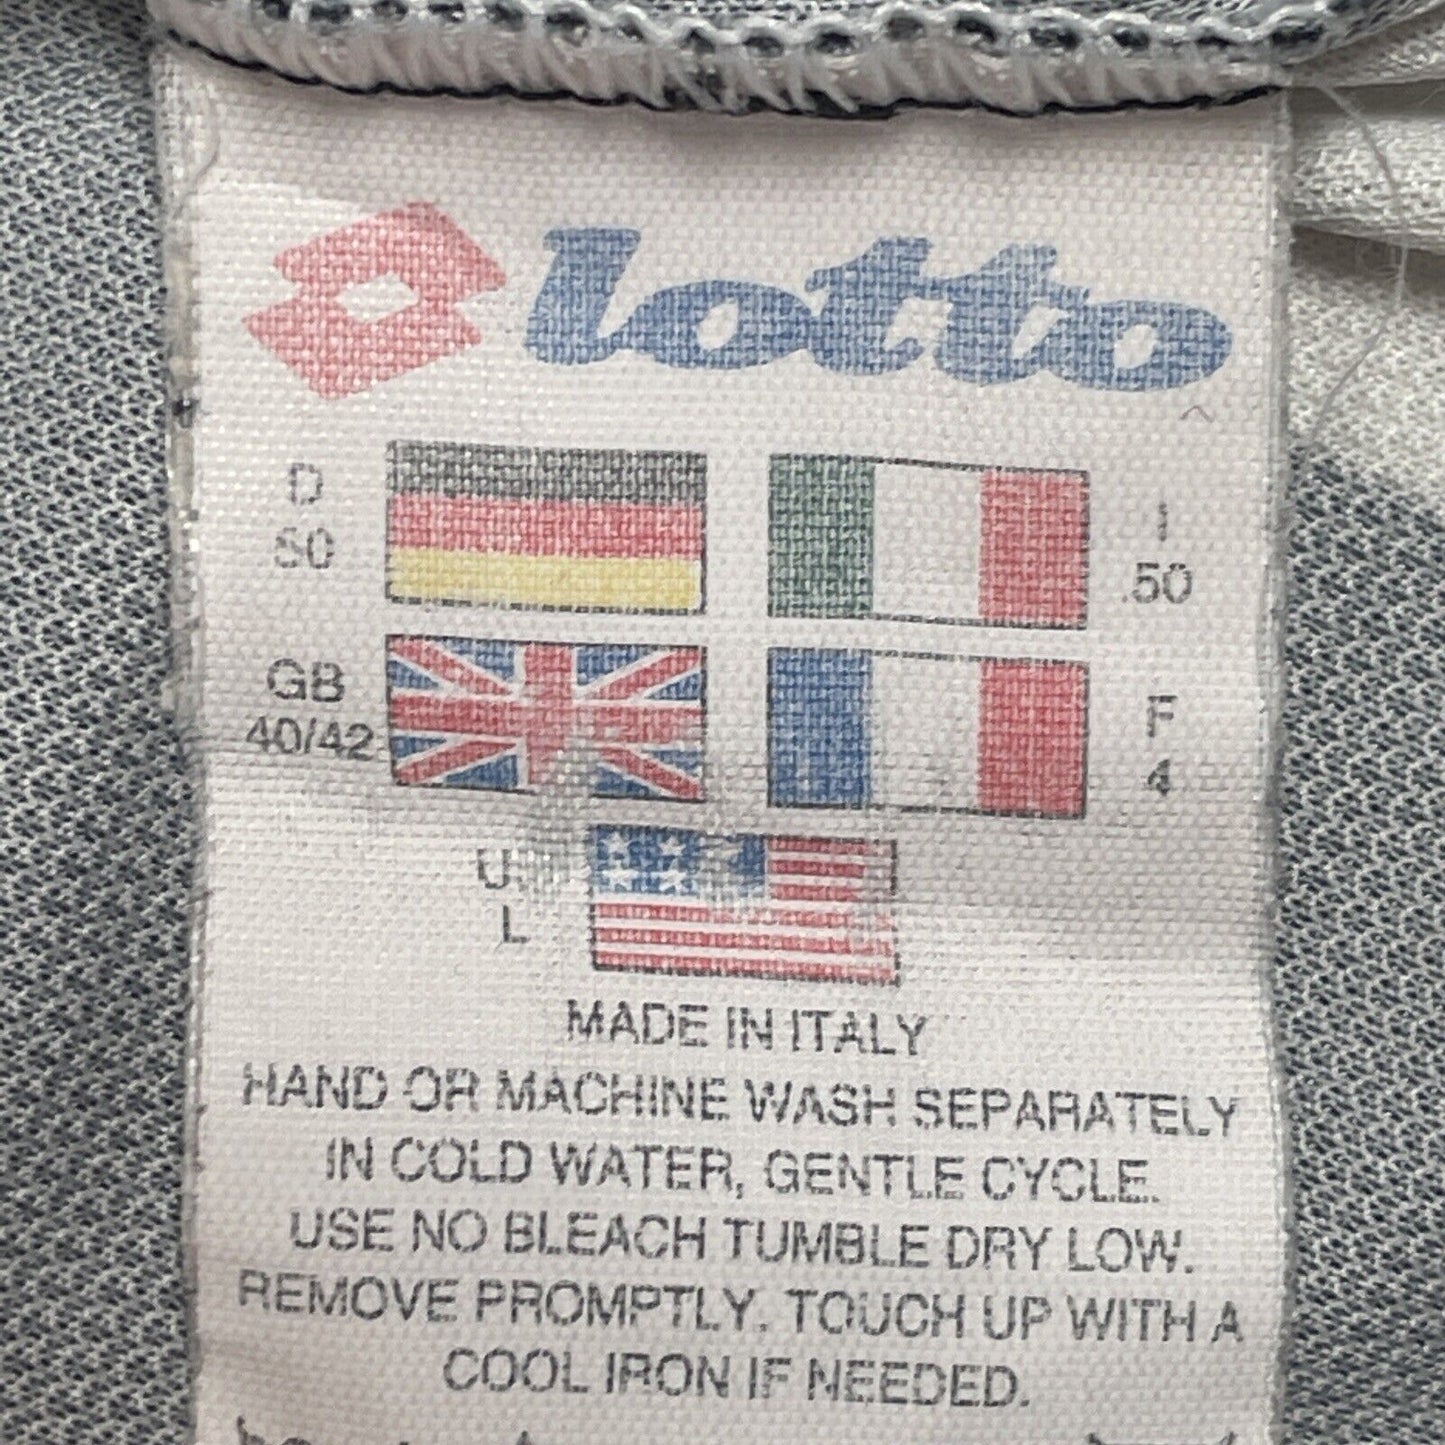 lotto
D
50
I
50
GB
40/42
F
4
L
MADE IN ITALY
HAND OR MACHINE WASH SEPARATELY
IN COLD WATER, GENTLE CYCLE.
USE NO BLEACH TUMBLE DRY LOW.
REMOVE PROMPTLY. TOUCH UP WITH A
COOL IRON IF NEEDED.